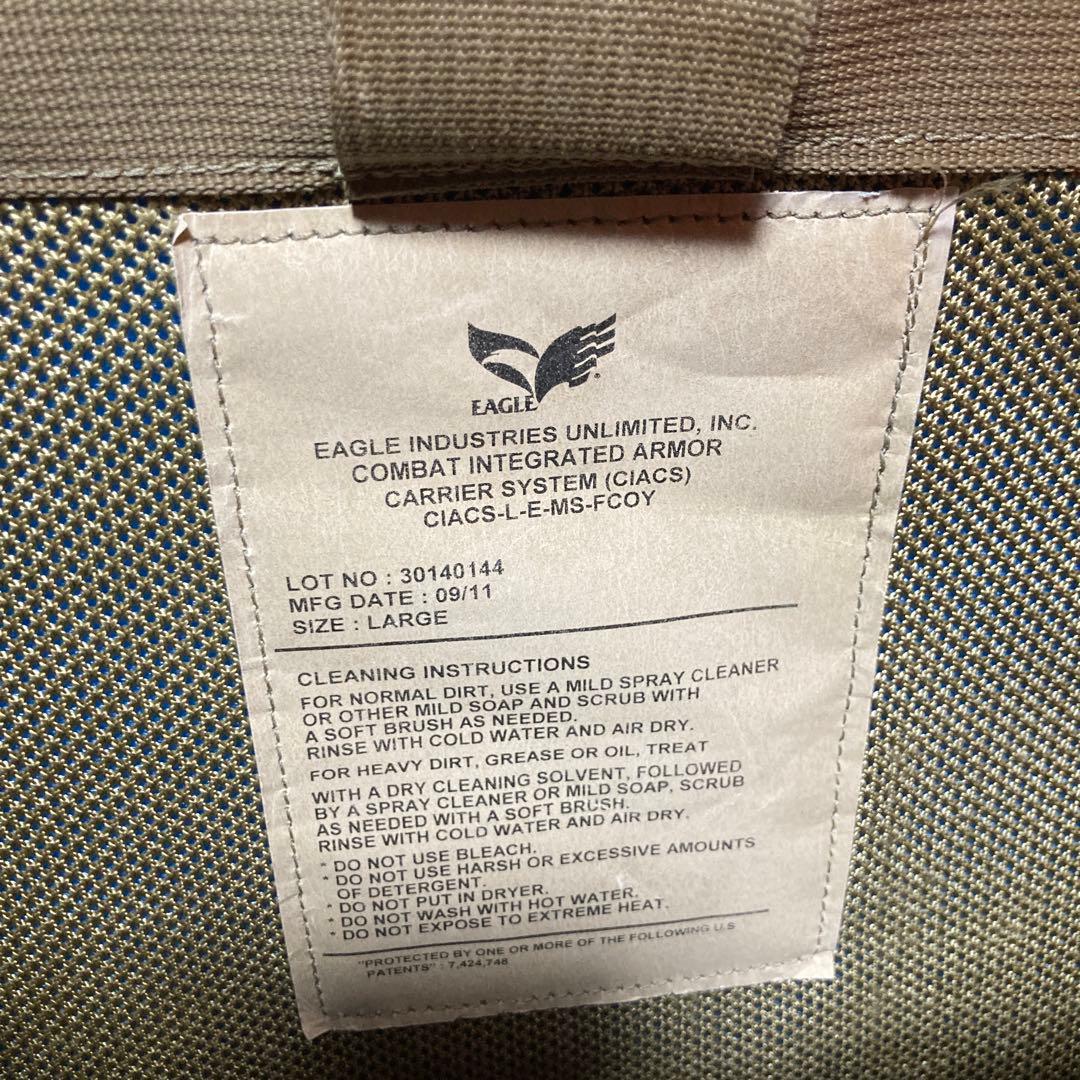 EAGLE
EAGLE INDUSTRIES UNLIMITED, INC.
COMBAT INTEGRATED ARMOR
CARRIER SYSTEM (CIACS)
CIACS-L-E-MS-FCOY
LOT NO : 30140144
MFG DATE : 09/11
SIZE : LARGE
CLEANING INSTRUCTIONS
FOR NORMAL DIRT, USE A MILD SPRAY CLEANER
OR OTHER MILD SOAP AND SCRUB WITH
A SOFT BRUSH AS NEEDED.
RINSE WITH COLD WATER AND AIR DRY.
FOR HEAVY DIRT, GREASE OR OIL, TREAT
WITH A DRY CLEANING SOLVENT, FOLLOWED
BY A SPRAY CLEANER OR MILD SOAP, SCRUB
AS NEEDED WITH A SOFT BRUSH.
RINSE WITH COLD WATER AND AIR DRY.
* DO NOT USE BLEACH.
* DO NOT USE HARSH OR EXCESSIVE AMOUNTS
OF DETERGENT.
* DO NOT PUT IN DRYER.
* DO NOT WASH WITH HOT WATER.
* DO NOT EXPOSE TO EXTREME HEAT.
"PROTECTED BY ONE OR MORE OF THE FOLLOWING U.S
PATENTS" : 7,424,748